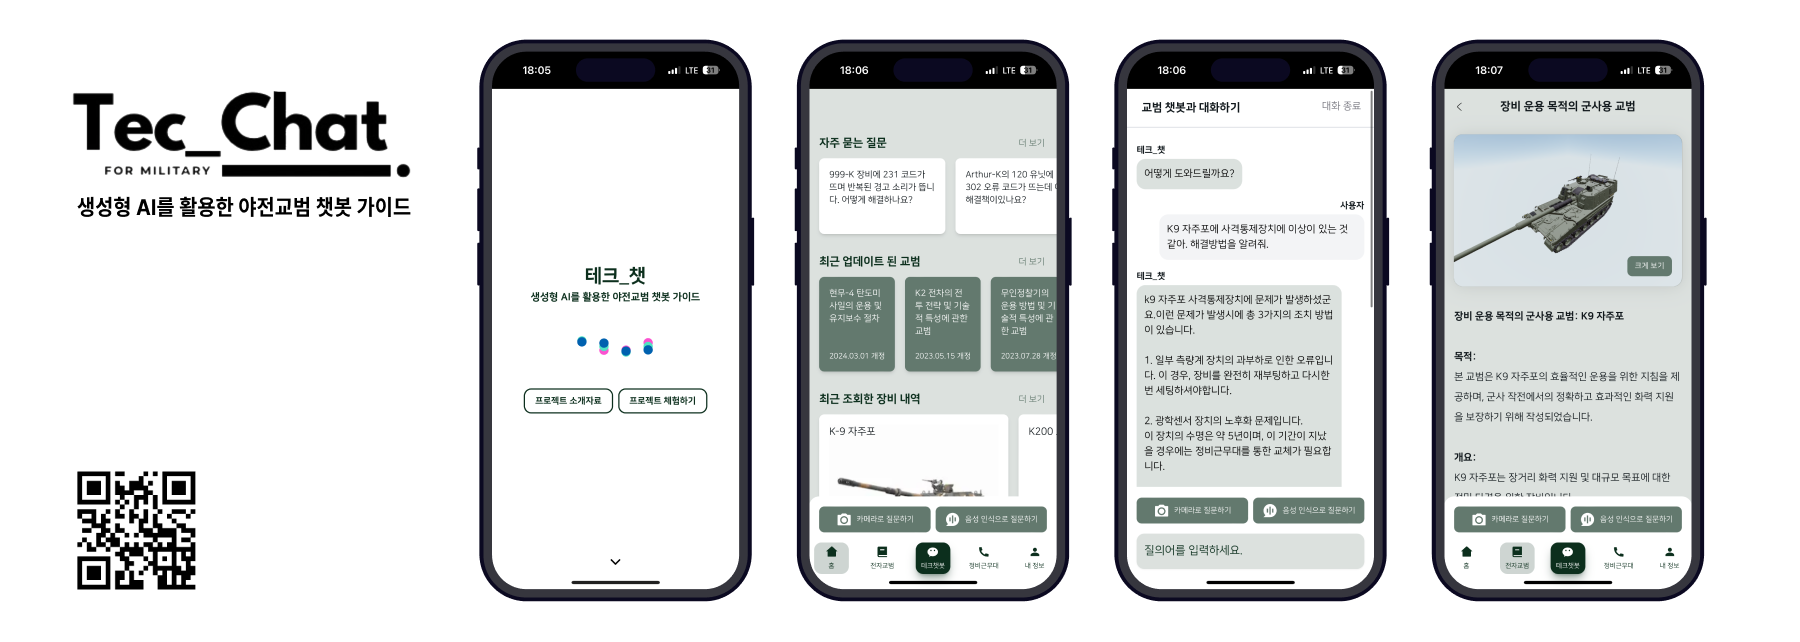 Tec_Chat
FOR MILITARY
생성형 AI를 활용한 야전교범 챗봇 가이드
18:05
LTE
31
테크_챗
생성형 AI를 활용한 야전교범 챗봇 가이드
프로젝트 소개자료
프로젝트 체험하기
18:06
LTE
31
자주 묻는 질문
더 보기
999-K 장비에 231 코드가
뜨며 반복된 경고 소리가 뜹니
다. 어떻게 해결하나요?
Arthur-K의 120 유닛에
302 오류 코드가 뜨는데
해결책이있나요?
최근 업데이트 된 교범
더 보기
현무-4 탄도미
사일의 운용 및
유지보수 절차
2024.03.01 개정
K2 전차의 전
투 전략 및 기술
적 특성에 관한
교범
2023.05.15 개정
무인정찰기의
운용 방법 및 기
술적 특성에 관
한 교범
2023.07.28 개정
최근 조회한 장비 내역
더 보기
K-9 자주포
K200
카메라로 질문하기
음성 인식으로 질문하기
홈
전자교범
테크챗봇
정비근무대
내 정보
18:06
LTE
31
교범 챗봇과 대화하기
대화 종료
테크_챗
어떻게 도와드릴까요?
사용자
K9 자주포에 사격통제장치에 이상이 있는 것
같아. 해결방법을 알려줘.
테크_챗
k9 자주포 사격통제장치에 문제가 발생하셨군
요.이런 문제가 발생시에 총 3가지의 조치 방법
이 있습니다.
1. 일부 측량계 장치의 과부하로 인한 오류입니
다. 이 경우, 장비를 완전히 재부팅하고 다시한
번 세팅하셔야합니다.
2. 광학센서 장치의 노후화 문제입니다.
이 장치의 수명은 약 5년이며, 이 기간이 지났
을 경우에는 정비근무대를 통한 교체가 필요합
니다.
카메라로 질문하기
음성 인식으로 질문하기
질의어를 입력하세요.
18:07
LTE
31
장비 운용 목적의 군사용 교범
크게 보기
장비 운용 목적의 군사용 교범: K9 자주포
목적:
본 교범은 K9 자주포의 효율적인 운용을 위한 지침을 제
공하며, 군사 작전에서의 정확하고 효과적인 화력 지원
을 보장하기 위해 작성되었습니다.
개요:
K9 자주포는 장거리 화력 지원 및 대규모 목표에 대한
카메라로 질문하기
음성 인식으로 질문하기
홈
전자교범
테크챗봇
정비근무대
내 정보